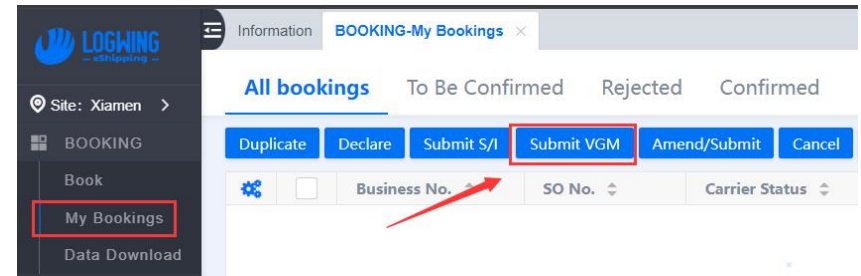 LOGWING
– eShipping –
Site: Xiamen >
BOOKING
Book
My Bookings
Data Download
Information BOOKING-My Bookings ×
All bookings To Be Confirmed Rejected Confirmed
Duplicate Declare Submit S/I Submit VGM Amend/Submit Cancel
Business No. SO No. Carrier Status